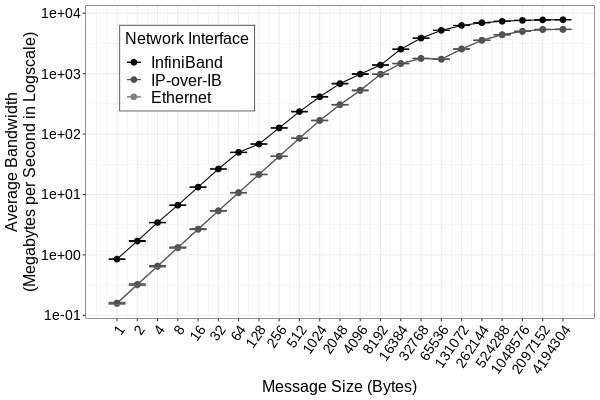 Average Bandwidth
(Megabytes per Second in Logscale)
1e+04
1e+03
1e+02
1e+01
1e+00
1e-01
Network Interface
InfiniBand
IP-over-IB
Ethernet
1
2
4
8
16
32
64
128
256
512
1024
2048
4096
8192
16384
32768
65536
131072
262144
524288
1048576
2097152
4194304
Message Size (Bytes)